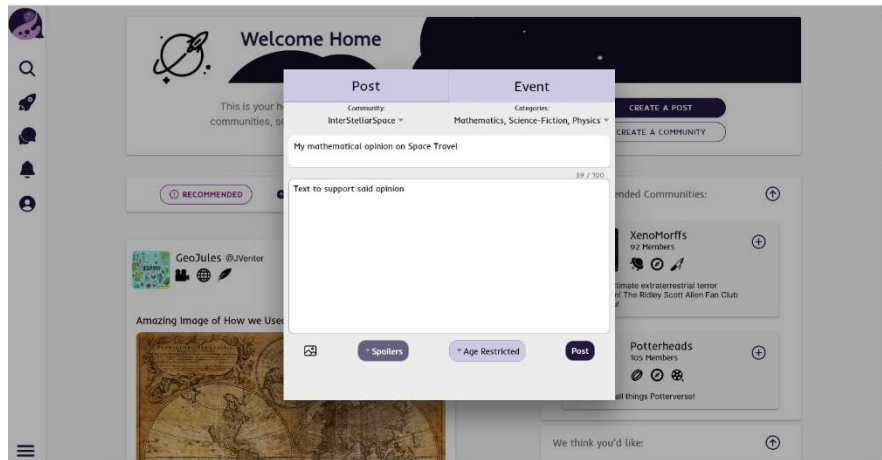 Welcome Home
This is your h
communities, se
CREATE A POST
CREATE A COMMUNITY
Post
Event
Community:
InterStellarSpace
Categories:
Mathematics, Science-Fiction, Physics
My mathematical opinion on Space Travel
39 / 100
Text to support said opinion
+ Spoilers
+ Age Restricted
Post
RECOMMENDED
GeoJules @JVenter
Amazing Image of How we Used
ended Communities:
XenoMorffs
92 Members
ltimate extraterrestrial terror
n! The Ridley Scott Alien Fan Club
Potterheads
105 Members
all things Potterverse!
We think you'd like: